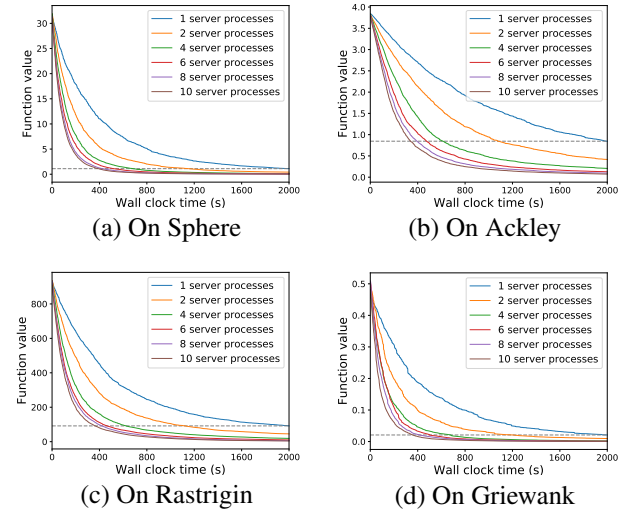 30
25
20
15
10
5
0
Function value
0 400 800 1200 1600 2000
Wall clock time (s)
1 server processes
2 server processes
4 server processes
6 server processes
8 server processes
10 server processes
(a) On Sphere
4.0
3.5
3.0
2.5
2.0
1.5
1.0
0.5
0.0
Function value
0 400 800 1200 1600 2000
Wall clock time (s)
1 server processes
2 server processes
4 server processes
6 server processes
8 server processes
10 server processes
(b) On Ackley
800
600
400
200
0
Function value
0 400 800 1200 1600 2000
Wall clock time (s)
1 server processes
2 server processes
4 server processes
6 server processes
8 server processes
10 server processes
(c) On Rastrigin
0.5
0.4
0.3
0.2
0.1
0.0
Function value
0 400 800 1200 1600 2000
Wall clock time (s)
1 server processes
2 server processes
4 server processes
6 server processes
8 server processes
10 server processes
(d) On Griewank